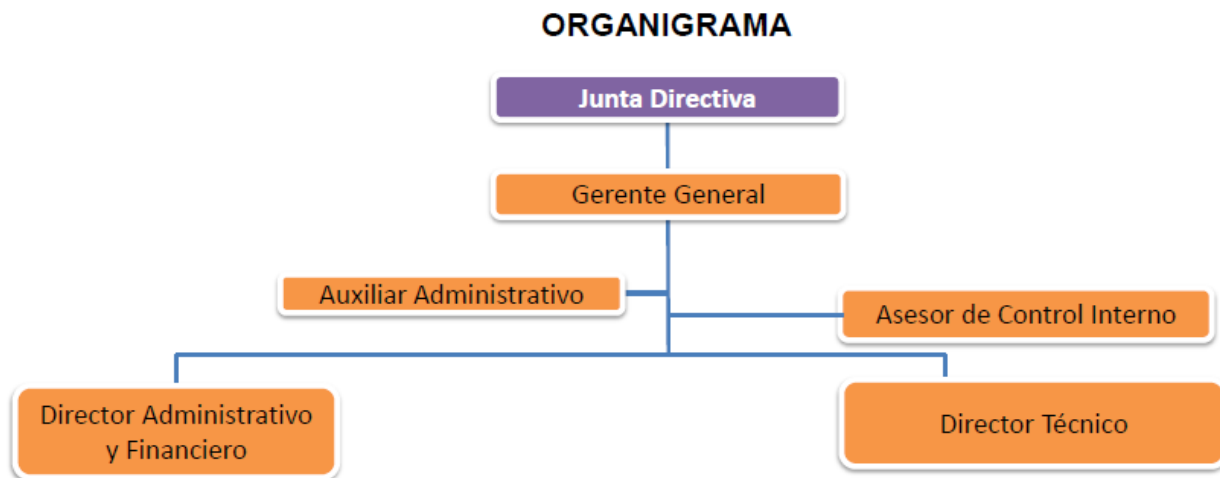 ORGANIGRAMA
Junta Directiva
Gerente General
Auxiliar Administrativo
Asesor de Control Interno
Director Administrativo
y Financiero
Director Técnico